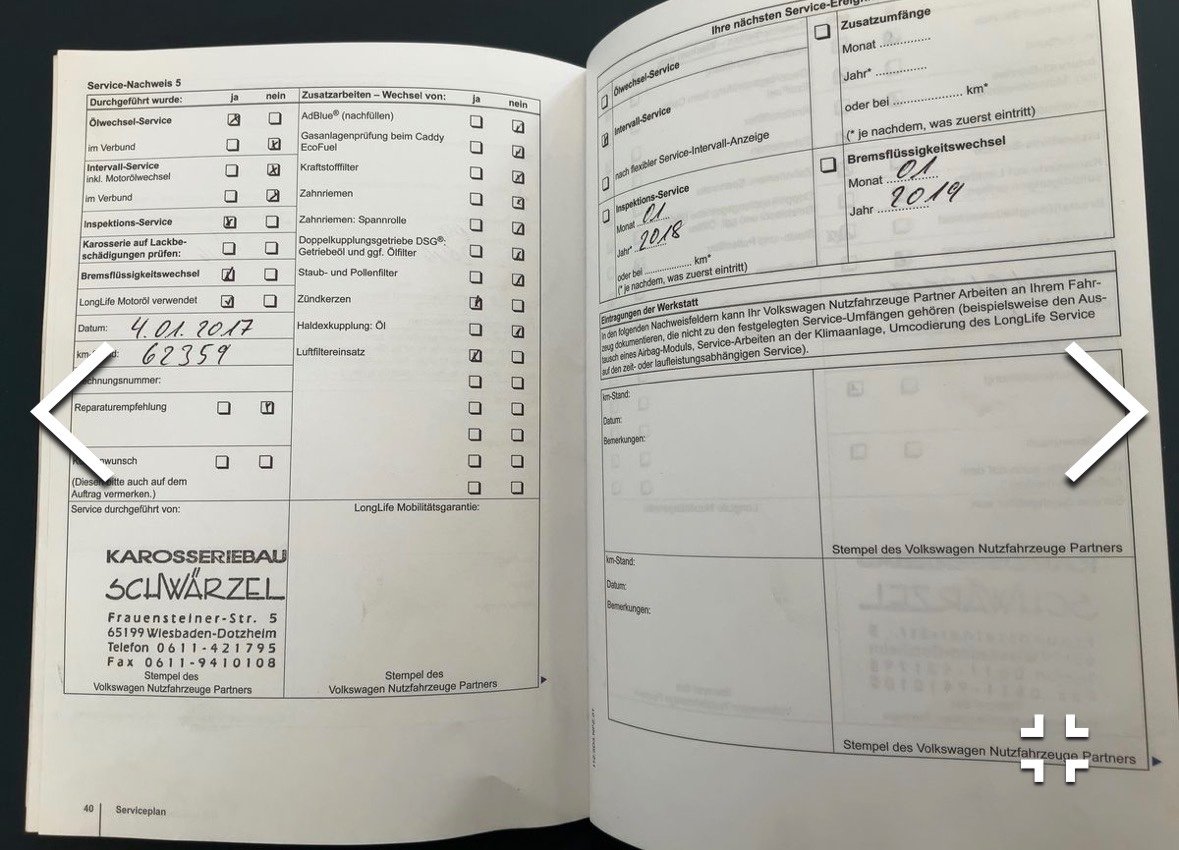 Service-Nachweis 5
Durchgeführt wurde: ja nein
Ölwechsel-Service
im Verbund
Intervall-Service
inkl. Motorölwechsel
im Verbund
Inspektions-Service
Karosserie auf Lackbe-
schädigungen prüfen:
Bremsflüssigkeitswechsel
LongLife Motoröl verwendet
Datum: 4.01.2017
62359
Reparaturempfehlung
(Diesen bitte auch auf dem
Auftrag vermerken.)
Service durchgeführt von:
KAROSSERIEBAU
SCHWÄRZEL
Frauensteiner-Str. 5
65199 Wiesbaden-Dotzheim
Telefon 0611-421795
Fax 0611-9410108
Stempel des
Volkswagen Nutzfahrzeuge Partners
Zusatzarbeiten – Wechsel von: ja nein
AdBlue® (nachfüllen)
Gasanlagenprüfung beim Caddy
EcoFuel
Kraftstofffilter
Zahnriemen
Zahnriemen: Spannrolle
Doppelkupplungsgetriebe DSG®:
Getriebeöl und ggf. Ölfilter
Staub- und Pollenfilter
Zündkerzen
Haldexkupplung: Öl
Luftfiltereinsatz
LongLife Mobilitätsgarantie:
Stempel des
Volkswagen Nutzfahrzeuge Partners
40 Serviceplan
Ihre nächsten
Ölwechsel-Service
Intervall-Service
nach flexibler Service-Intervall-Anzeige
Inspektions-Service
Monat 01
Jahr* 2018
oder bei .................. km*
(* je nachdem, was zuerst eintritt)
Zusatzumfänge
Monat ..............
Jahr* ..............
oder bei .................. km*
(* je nachdem, was zuerst eintritt)
Bremsflüssigkeitswechsel
Monat 01
Jahr 2019
Eintragungen der Werkstatt
In den folgenden Nachweisfeldern kann Ihr Volkswagen Nutzfahrzeuge Partner Arbeiten an Ihrem Fahr-
zeug dokumentieren, die nicht zu den festgelegten Service-Umfängen gehören (beispielsweise den Aus-
tausch eines Airbag-Moduls, Service-Arbeiten an der Klimaanlage, Umcodierung des LongLife Service
auf den zeit- oder laufleistungsabhängigen Service).
km-Stand:
Datum:
Bemerkungen:
Stempel des Volkswagen Nutzfahrzeuge Partners
km-Stand:
Datum:
Bemerkungen:
Stempel des Volkswagen Nutzfahrzeuge Partners